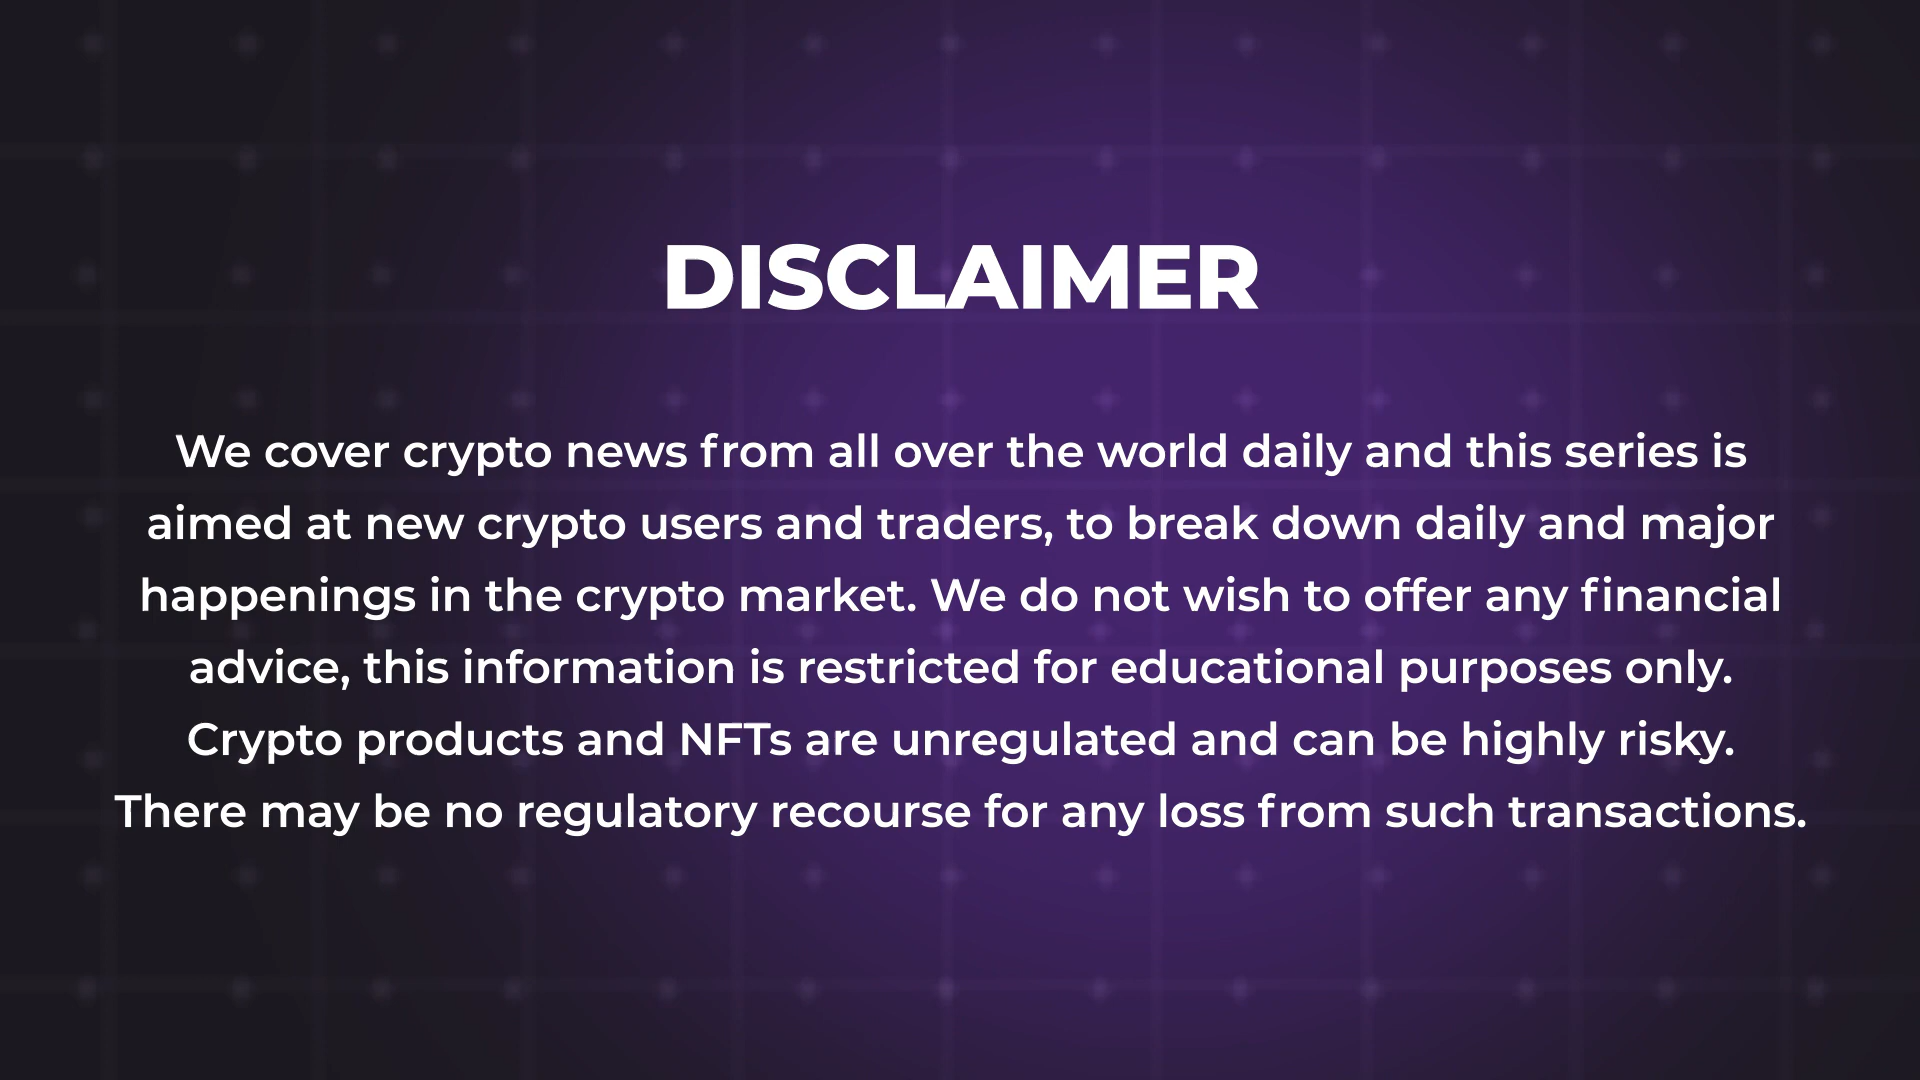 DISCLAIMER
We cover crypto news from all over the world daily and this series is
aimed at new crypto users and traders, to break down daily and major
happenings in the crypto market. We do not wish to offer any financial
advice, this information is restricted for educational purposes only.
Crypto products and NFTs are unregulated and can be highly risky.
There may be no regulatory recourse for any loss from such transactions.